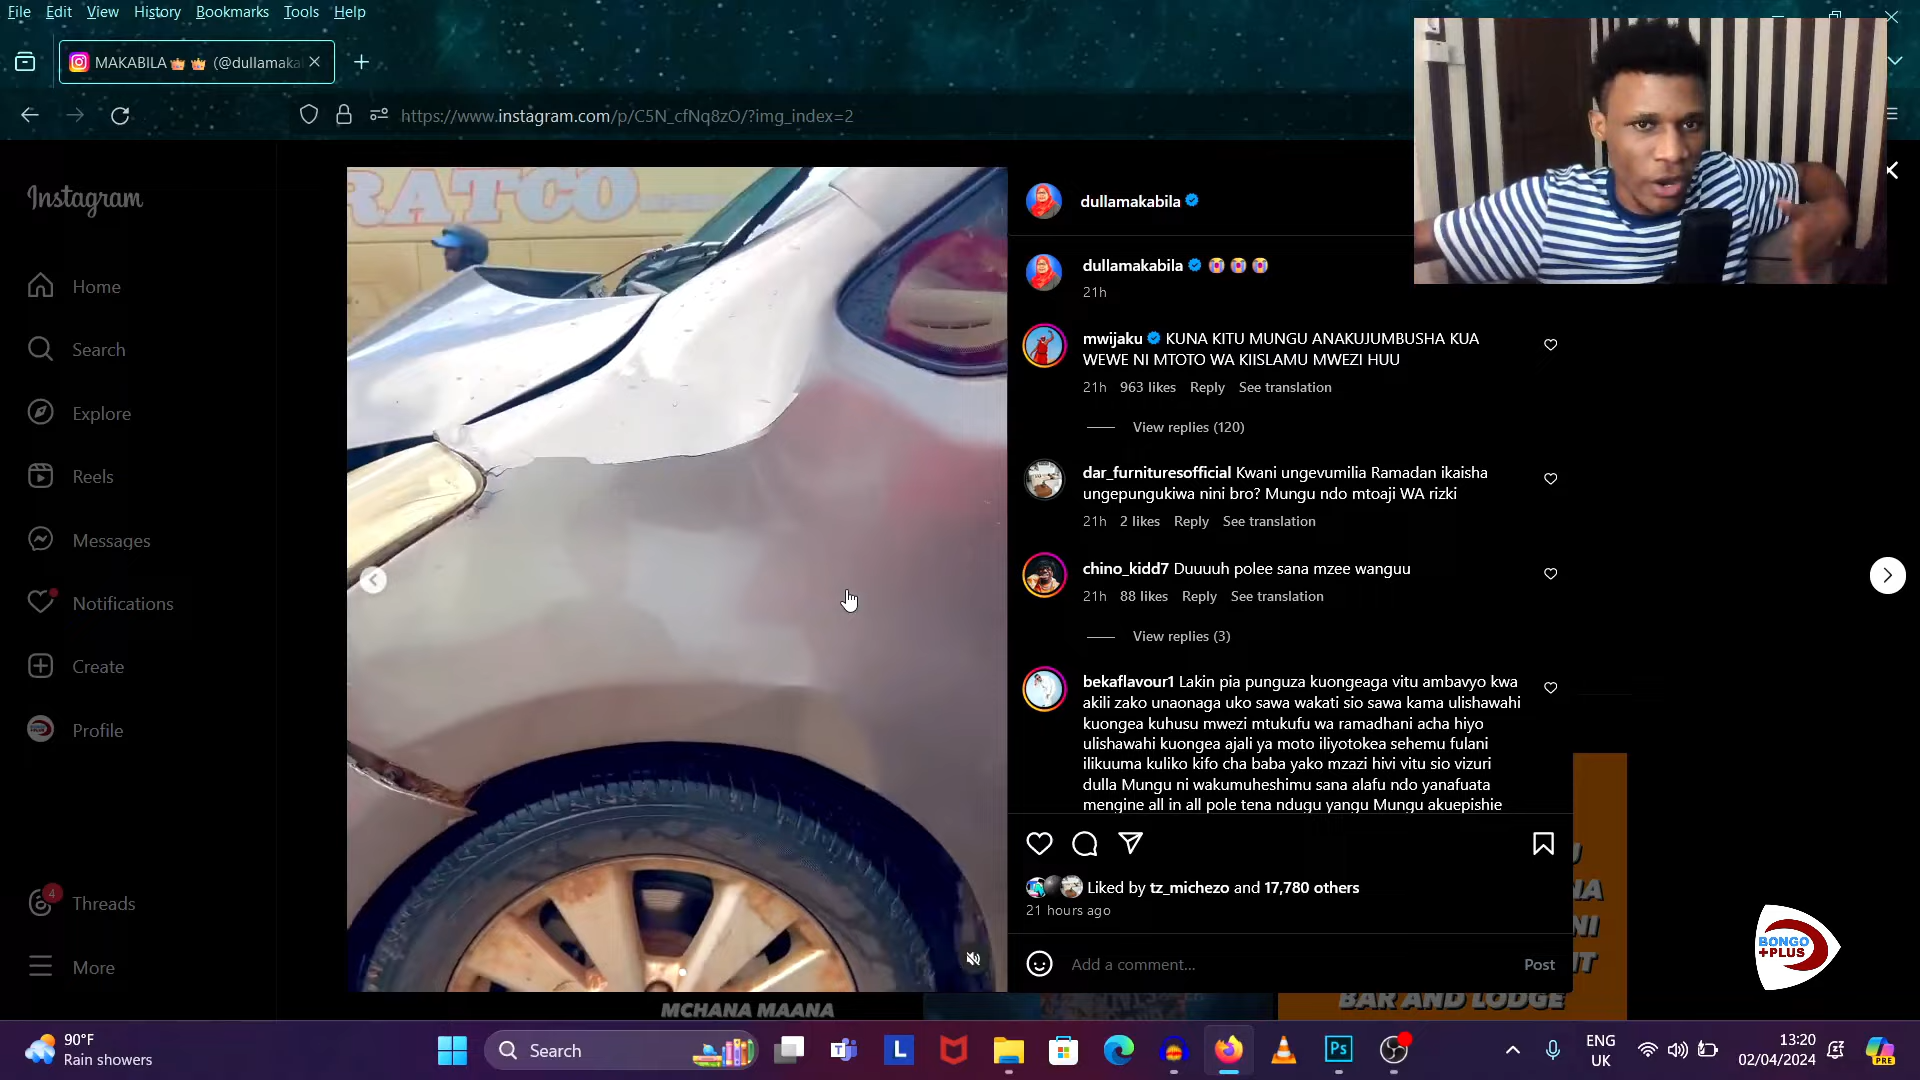 File Edit View History Bookmarks Tools Help
MAKABILA (@dullamaka
https://www.instagram.com/p/C5N_cfNq8zO/?img_index=2
Instagram
Home
Search
Explore
Reels
Messages
Notifications
Create
Profile
4
Threads
More
RATCO
dullamakabila
dullamakabila
21h
mwijaku KUNA KITU MUNGU ANAKUJUMBUSHA KUA
WEWE NI MTOTO WA KIISLAMU MWEZI HUU
21h 963 likes Reply See translation
View replies (120)
dar_furnituresofficial Kwani ungevumilia Ramadan ikaisha
ungepungukiwa nini bro? Mungu ndo mtoaji WA rizki
21h 2 likes Reply See translation
chino_kidd7 Duuuuh polee sana mzee wanguu
21h 88 likes Reply See translation
View replies (3)
bekaflavour1 Lakin pia punguza kuongeaga vitu ambavyo kwa
akili zako unaonaga uko sawa wakati sio sawa kama ulishawahi
kuongea kuhusu mwezi mtukufu wa ramadhani acha hiyo
ulishawahi kuongea ajali ya moto iliyotokea sehemu fulani
ilikuuma kuliko kifo cha baba yako mzazi hivi vitu sio vizuri
dulla Mungu ni wakumuheshimu sana alafu ndo yanafuata
mengine all in all pole tena ndugu yangu Mungu akuepishie
Liked by tz_michezo and 17,780 others
21 hours ago
Add a comment...
Post
MCHANA MAANA
BAR AND LODGE
BONGO
+PLUS
90°F
Rain showers
Search
L
Ps
ENG
UK
13:20
02/04/2024
PRE